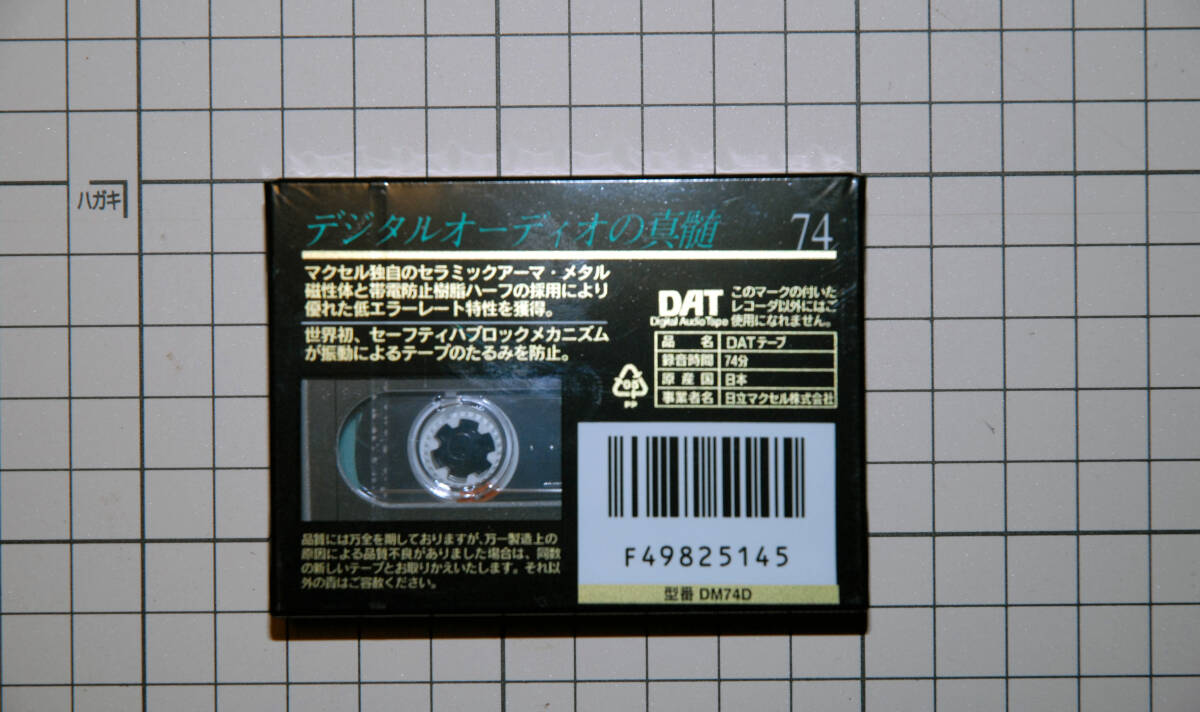 ハガキ
デジタルオーディオの真髄 74
マクセル独自のセラミックアーマ・メタル
磁性体と帯電防止樹脂ハーフの採用により
優れた低エラーレート特性を獲得。
世界初、セーフティハブロックメカニズム
が振動によるテープのたるみを防止。
DAT
Digital Audio Tape
このマークの付いた
レコーダ以外にはご
使用になれません。
品名 DATテープ
録音時間 74分
原産国 日本
事業者名 日立マクセル株式会社
PP
品質には万全を期しておりますが、万一製造上の
原因による品質不良がありました場合は、同数
の新しいテープとお取りかえいたします。それ以
外の責はご容赦ください。
F49825145
型番 DM74D